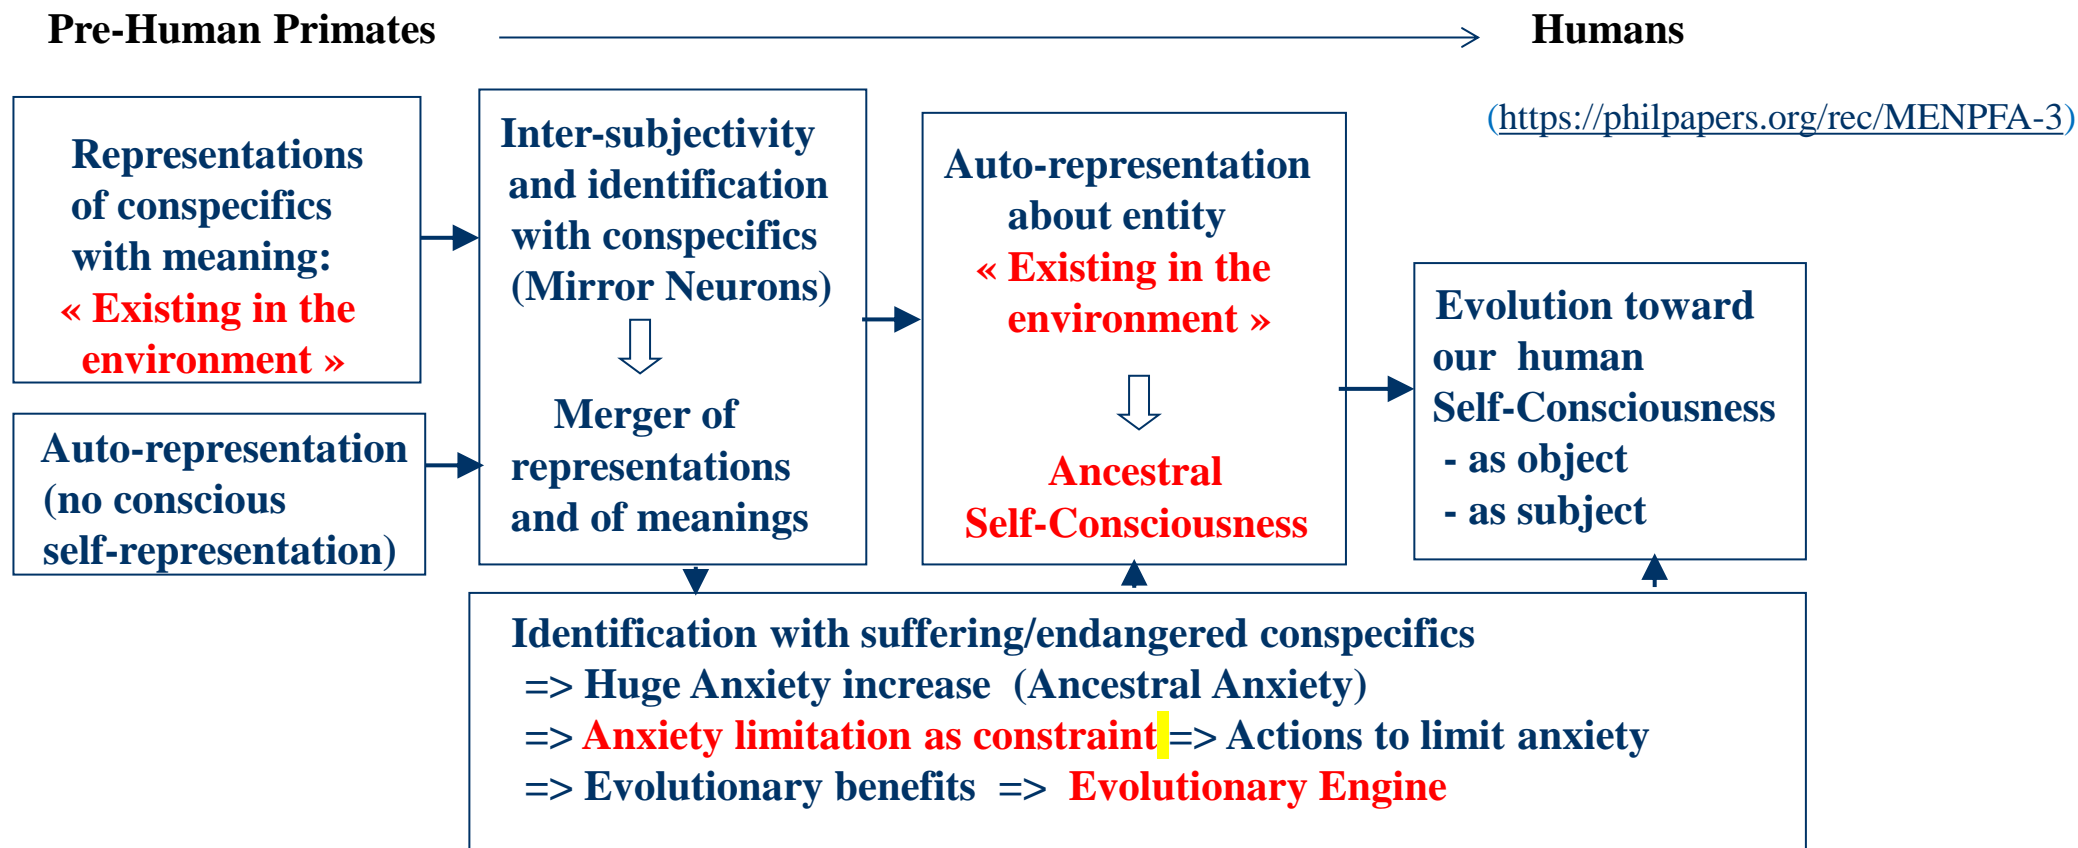 Pre-Human Primates
Humans
(https://philpapers.org/rec/MENPFA-3)
Representations
of conspecifics
with meaning:
« Existing in the
environment »
Auto-representation
(no conscious
self-representation)
Inter-subjectivity
and identification
with conspecifics
(Mirror Neurons)
Merger of
representations
and of meanings
Auto-representation
about entity
« Existing in the
environment »
Ancestral
Self-Consciousness
Evolution toward
our human
Self-Consciousness
- as object
- as subject
Identification with suffering/endangered conspecifics
=> Huge Anxiety increase (Ancestral Anxiety)
=> Anxiety limitation as constraint => Actions to limit anxiety
=> Evolutionary benefits => Evolutionary Engine